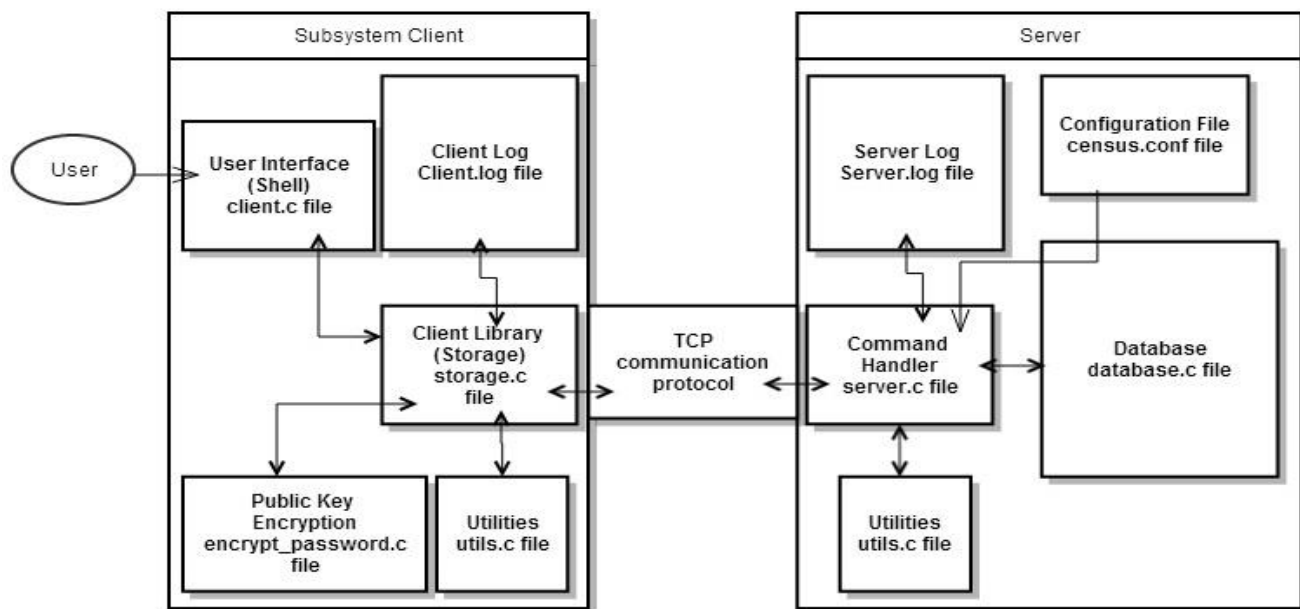 Subsystem Client
Server
User
User Interface
(Shell)
client.c file
Client Log
Client.log file
Server Log
Server.log file
Configuration File
census.conf file
Client Library
(Storage)
storage.c
file
TCP
communication
protocol
Command
Handler
server.c file
Database
database.c file
Public Key
Encryption
encrypt_password.c
file
Utilities
utils.c file
Utilities
utils.c file